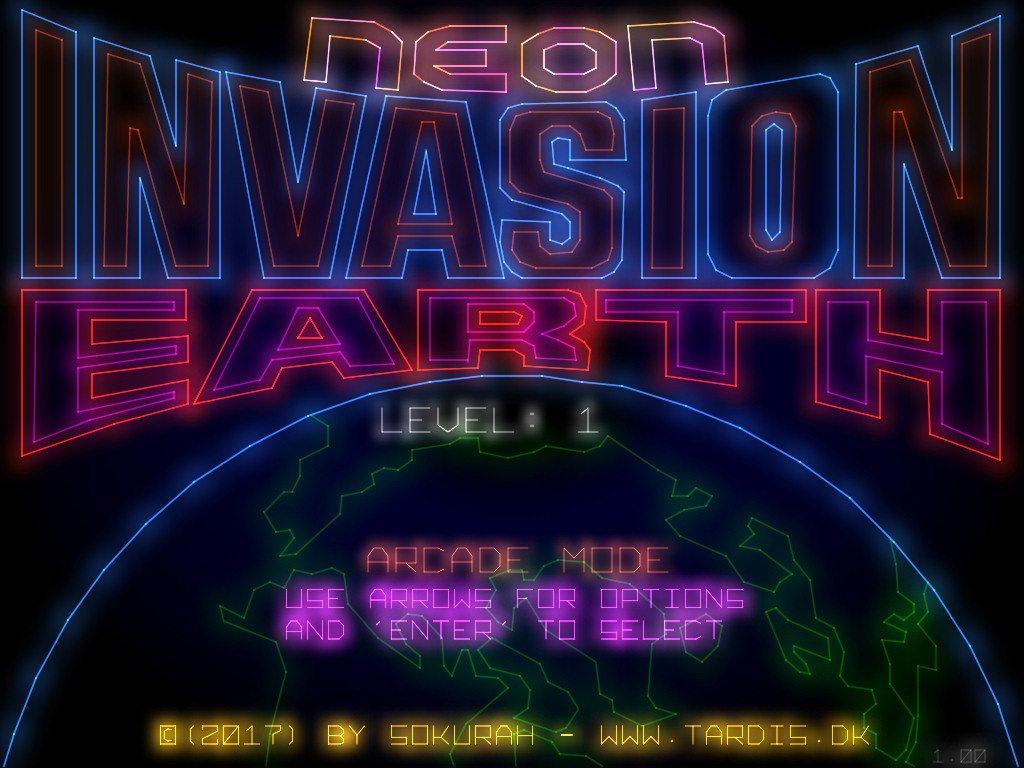 NEON
INVASION
EARTH
LEVEL: 1
ARCADE MODE
USE ARROWS FOR OPTIONS
AND 'ENTER' TO SELECT
©(2017) BY SOKURAH - WWW.TARDIS.DK
1.00